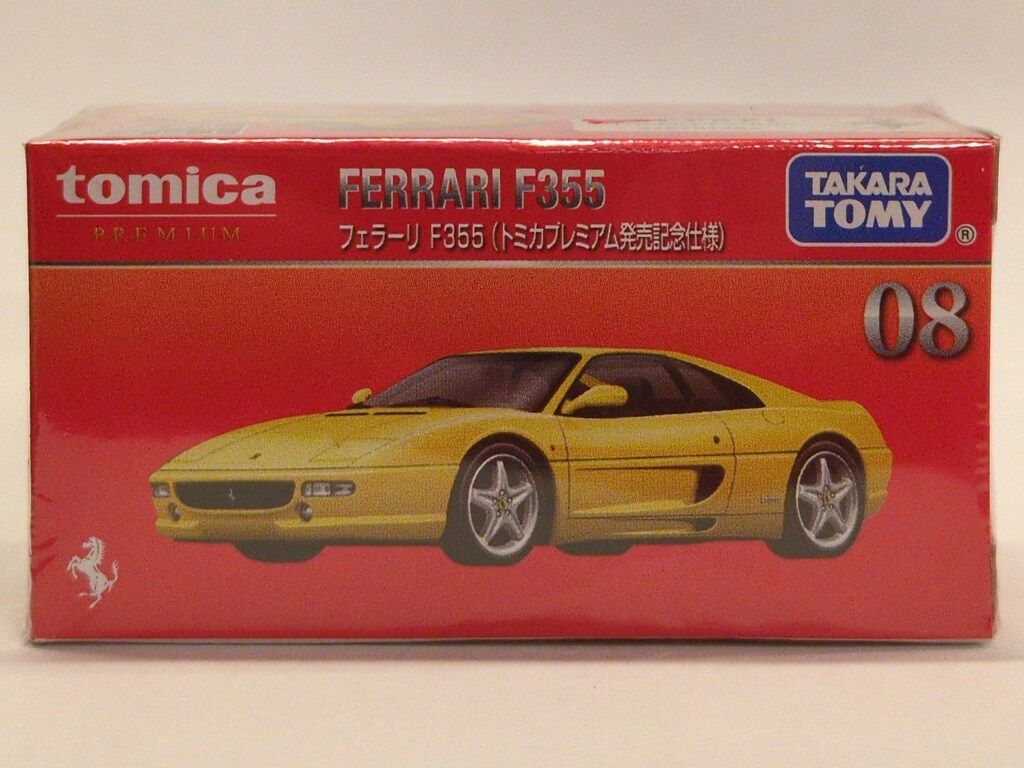 tomica
PREMIUM
FERRARI F355
フェラーリ F355 (トミカプレミアム発売記念仕様)
TAKARA
TOMY
®
08